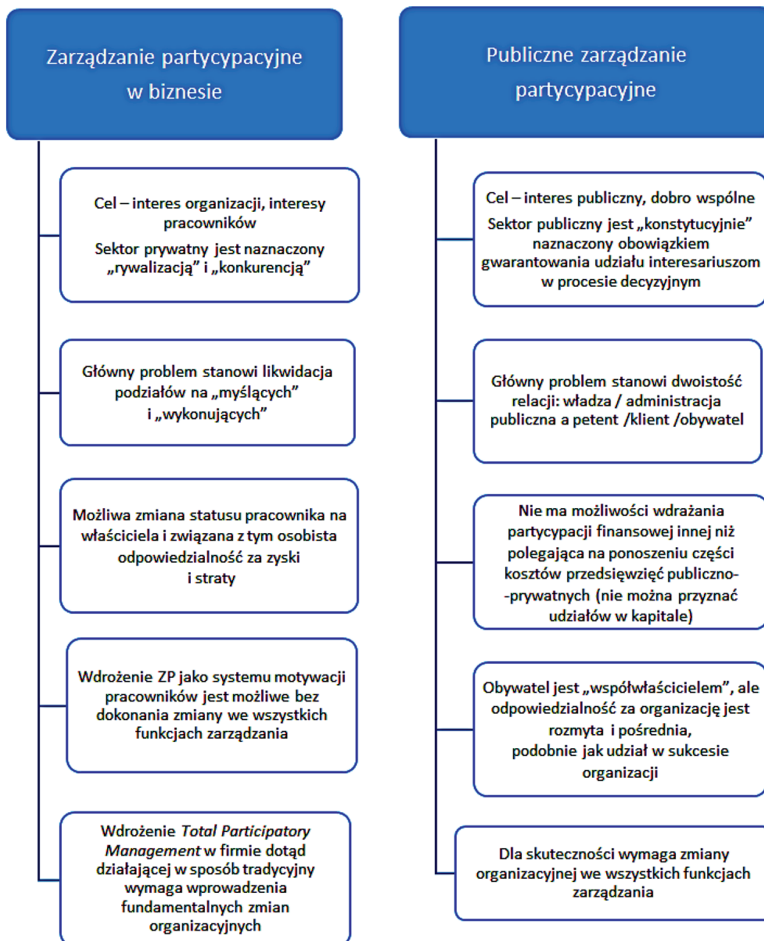 Zarządzanie partycypacyjne
w biznesie
Cel – interes organizacji, interesy
pracowników
Sektor prywatny jest naznaczony
„rywalizacją” i „konkurencją”
Główny problem stanowi likwidacja
podziałów na „myślących”
i „wykonujących”
Możliwa zmiana statusu pracownika na
właściciela i związana z tym osobista
odpowiedzialność za zyski
i straty
Wdrożenie ZP jako systemu motywacji
pracowników jest możliwe bez
dokonania zmiany we wszystkich
funkcjach zarządzania
Wdrożenie Total Participatory
Management w firmie dotąd
działającej w sposób tradycyjny
wymaga wprowadzenia
fundamentalnych zmian
organizacyjnych
Publiczne zarządzanie
partycypacyjne
Cel – interes publiczny, dobro wspólne
Sektor publiczny jest „konstytucyjnie”
naznaczony obowiązkiem
gwarantowania udziału interesariuszom
w procesie decyzyjnym
Główny problem stanowi dwoistość
relacji: władza / administracja
publiczna a petent /klient /obywatel
Nie ma możliwości wdrażania
partycypacji finansowej innej niż
polegająca na ponoszeniu części
kosztów przedsięwzięć publiczno-
-prywatnych (nie można przyznać
udziałów w kapitale)
Obywatel jest „współwłaścicielem”, ale
odpowiedzialność za organizację jest
rozmyta i pośrednia,
podobnie jak udział w sukcesie
organizacji
Dla skuteczności wymaga zmiany
organizacyjnej we wszystkich funkcjach
zarządzania